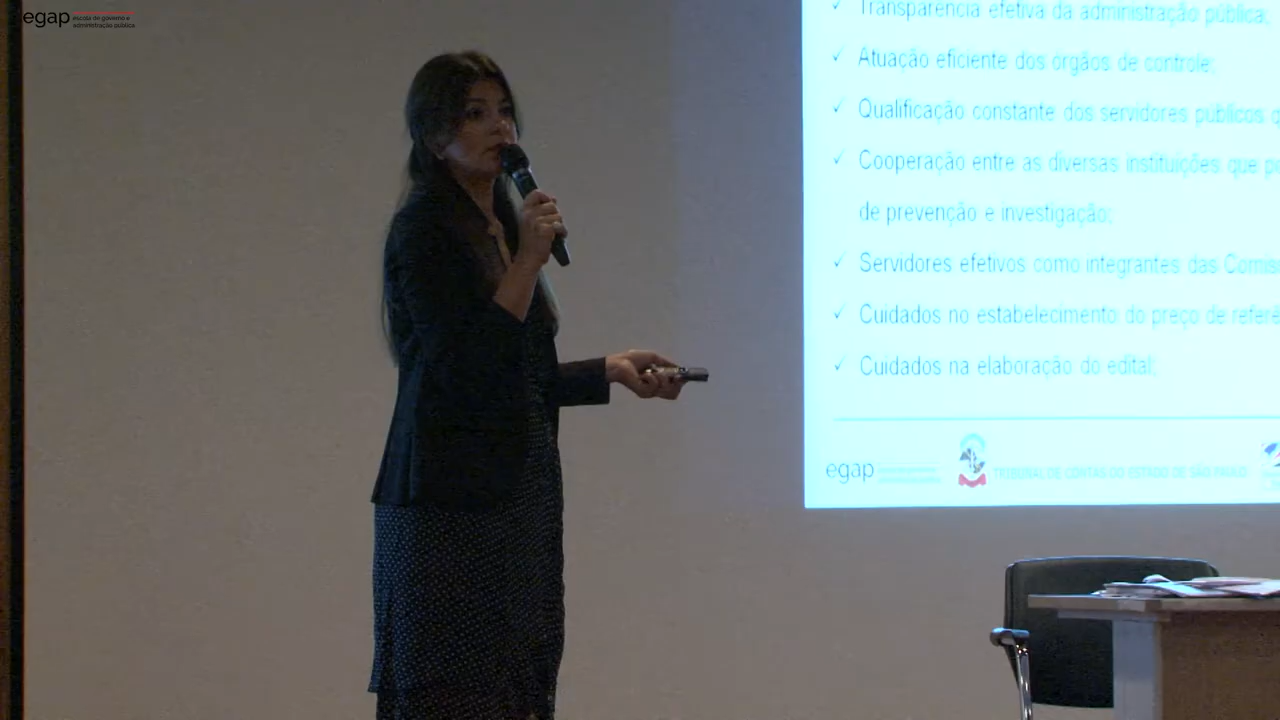 egap escola de governo e
administração pública
Transparência efetiva da administração pública;
✓ Atuação eficiente dos órgãos de controle;
✓ Qualificação constante dos servidores públicos
✓ Cooperação entre as diversas instituições que
de prevenção e investigação;
✓ Servidores efetivos como integrantes das
✓ Cuidados no estabelecimento do preço de
✓ Cuidados na elaboração do edital;
egap
TRIBUNAL DE CONTAS DO ESTADO DE SÃO PAULO